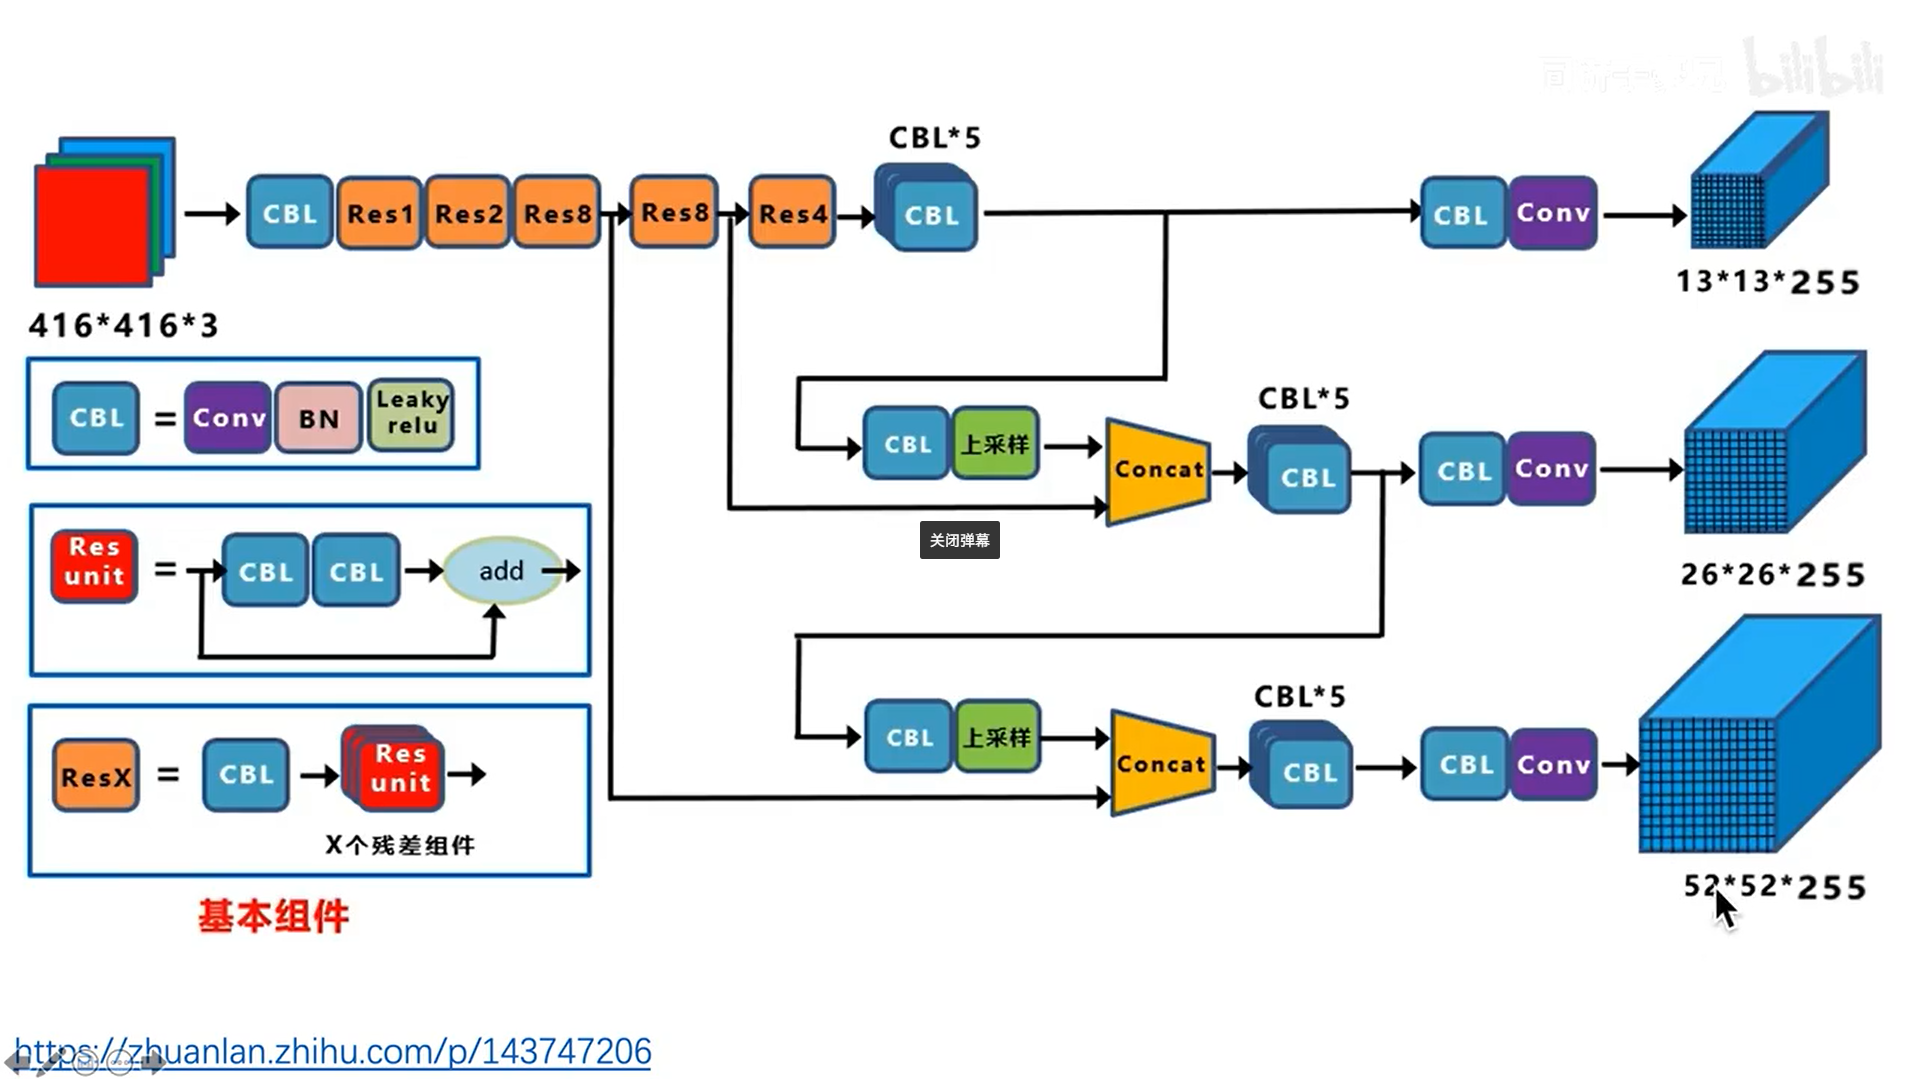 bilibili
CBL*5
CBL Res1 Res2 Res8 Res8 Res4 CBL CBL Conv
13*13*255
416*416*3
CBL = Conv BN Leaky relu
CBL*5
CBL 上采样 Concat CBL CBL Conv
关闭弹幕
26*26*255
Res unit = CBL CBL add
CBL*5
CBL 上采样 Concat CBL CBL Conv
ResX = CBL Res unit
X个残差组件
52*52*255
基本组件
https://zhuanlan.zhihu.com/p/143747206